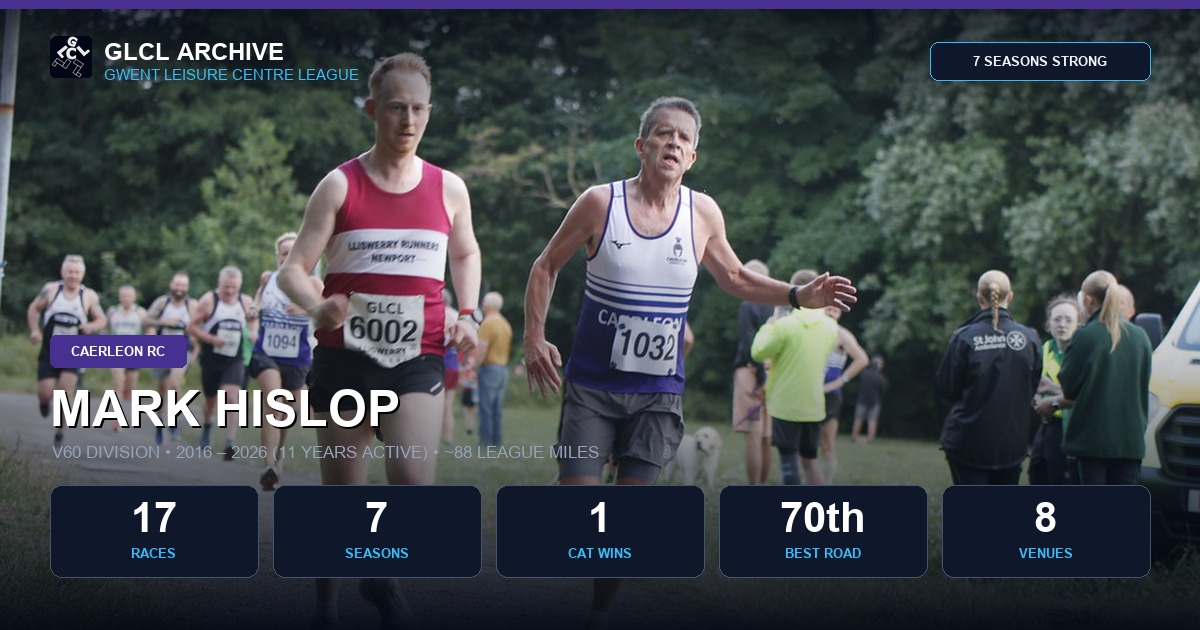 GLCL ARCHIVE
GWENT LEISURE CENTRE LEAGUE
7 SEASONS STRONG
LLISWERRY RUNNERS
NEWPORT
GLCL
6002
LLISWERRY
1094
CAERLEON
1032
St John
Ambulance
CAERLEON RC
MARK HISLOP
V60 DIVISION • 2016 – 2026 (11 YEARS ACTIVE) • ~88 LEAGUE MILES
17
RACES
7
SEASONS
1
CAT WINS
70th
BEST ROAD
8
VENUES